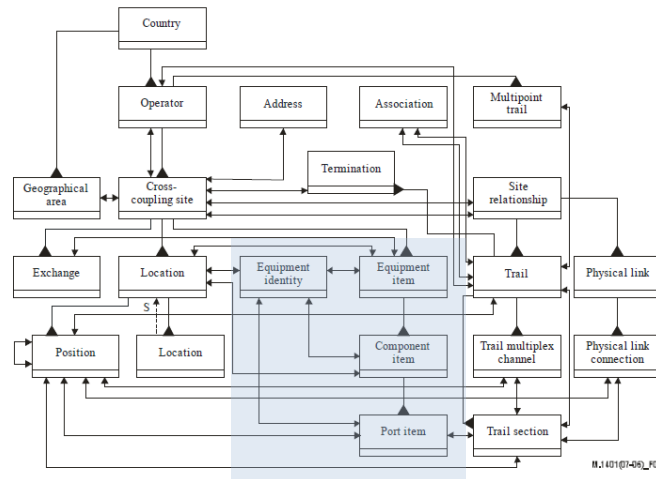 Country
Operator
Address
Association
Multipoint
trail
Termination
Geographical
area
Cross-
coupling site
Site
relationship
Exchange
Location
Equipment
identity
Equipment
item
Trail
Physical link
S
Position
Location
Component
item
Trail multiplex
channel
Physical link
connection
Port item
Trail section
M.1401(07-06)_F0